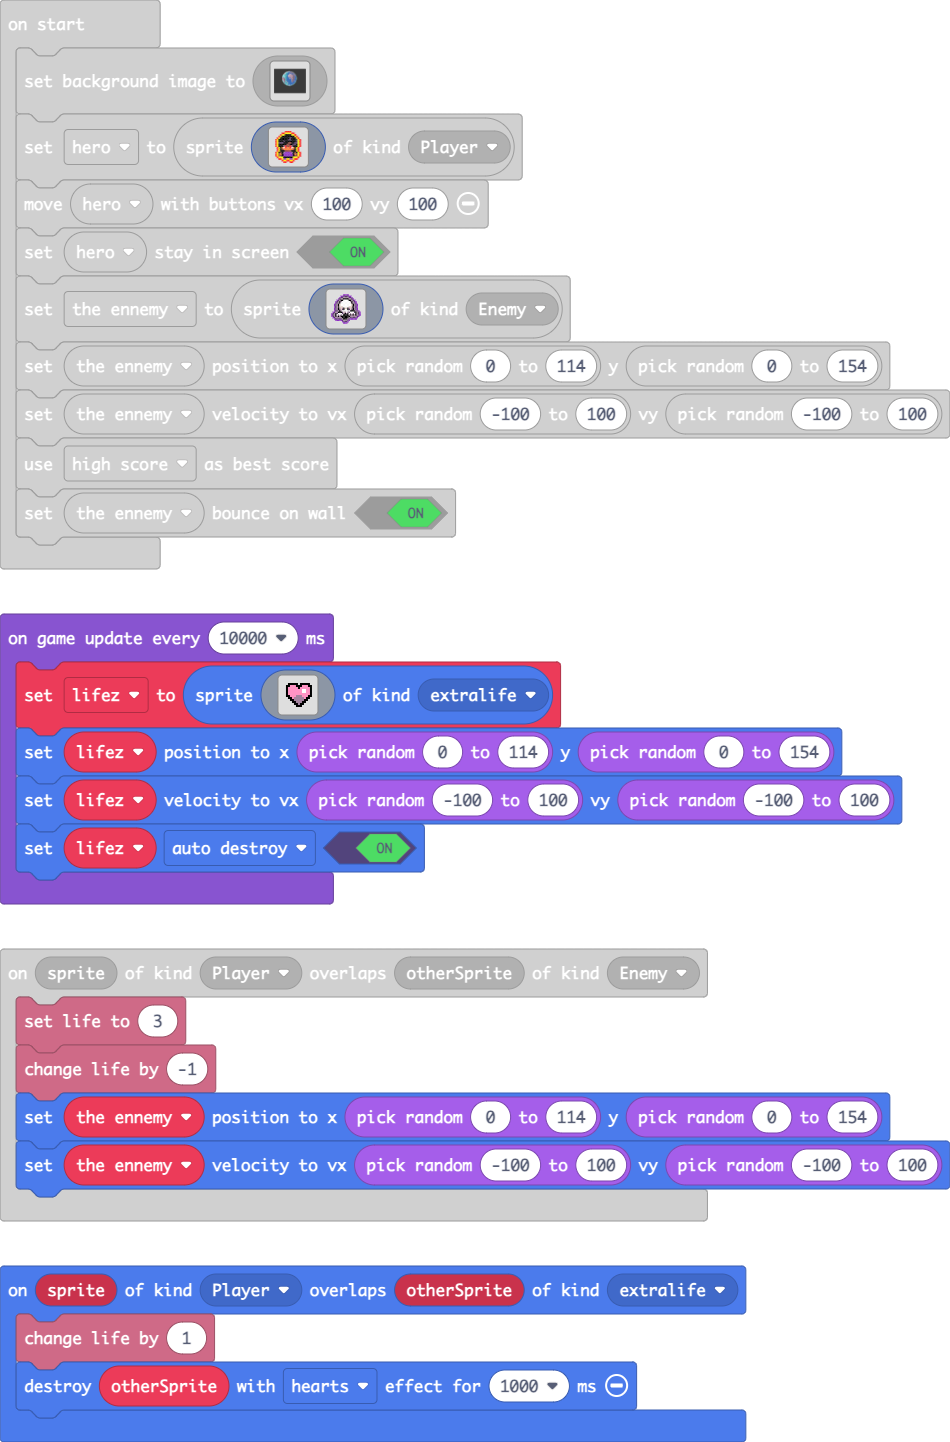 on start
set background image to
set hero to sprite of kind Player
move hero with buttons vx 100 vy 100
set hero stay in screen ON
set the ennemy to sprite of kind Enemy
set the ennemy position to x pick random 0 to 114 y pick random 0 to 154
set the ennemy velocity to vx pick random -100 to 100 vy pick random -100 to 100
use high score as best score
set the ennemy bounce on wall ON
on game update every 10000 ms
set lifez to sprite of kind extralife
set lifez position to x pick random 0 to 114 y pick random 0 to 154
set lifez velocity to vx pick random -100 to 100 vy pick random -100 to 100
set lifez auto destroy ON
on sprite of kind Player overlaps otherSprite of kind Enemy
set life to 3
change life by -1
set the ennemy position to x pick random 0 to 114 y pick random 0 to 154
set the ennemy velocity to vx pick random -100 to 100 vy pick random -100 to 100
on sprite of kind Player overlaps otherSprite of kind extralife
change life by 1
destroy otherSprite with hearts effect for 1000 ms